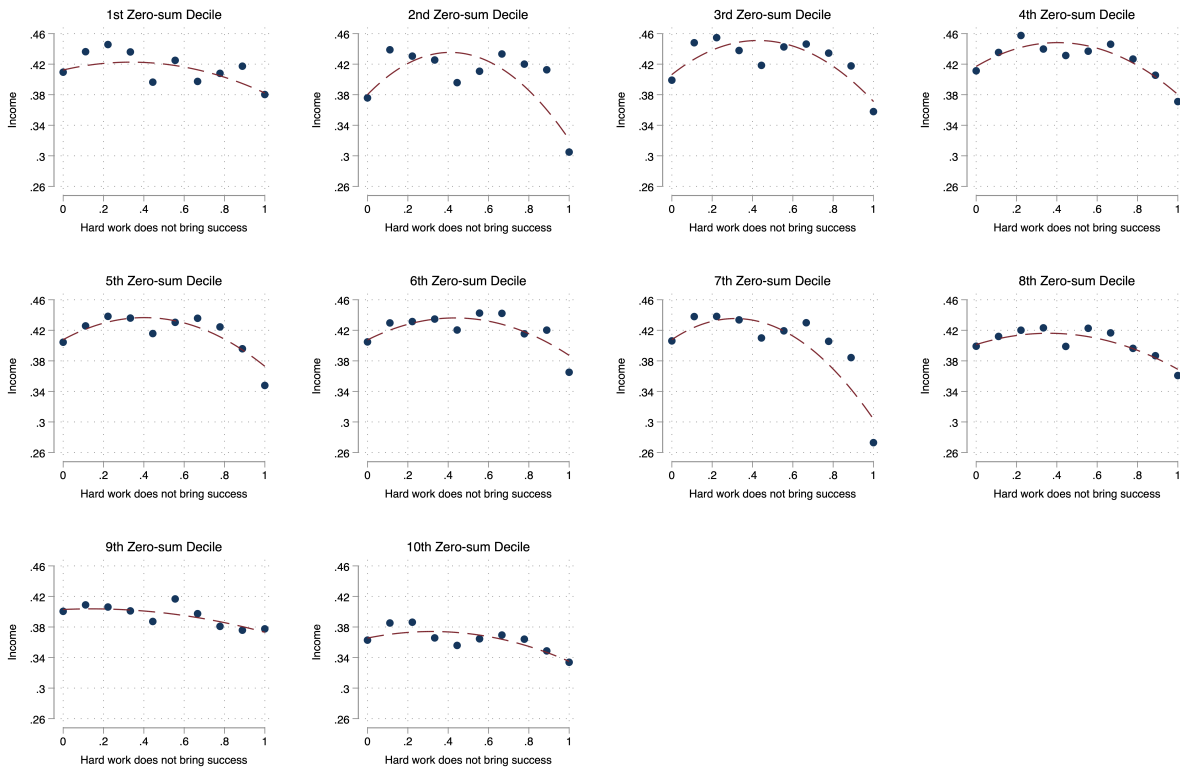 1st Zero-sum Decile
.46
.42
.38
.34
.3
.26
Income
0 .2 .4 .6 .8 1
Hard work does not bring success
2nd Zero-sum Decile
.46
.42
.38
.34
.3
.26
Income
0 .2 .4 .6 .8 1
Hard work does not bring success
3rd Zero-sum Decile
.46
.42
.38
.34
.3
.26
Income
0 .2 .4 .6 .8 1
Hard work does not bring success
4th Zero-sum Decile
.46
.42
.38
.34
.3
.26
Income
0 .2 .4 .6 .8 1
Hard work does not bring success
5th Zero-sum Decile
.46
.42
.38
.34
.3
.26
Income
0 .2 .4 .6 .8 1
Hard work does not bring success
6th Zero-sum Decile
.46
.42
.38
.34
.3
.26
Income
0 .2 .4 .6 .8 1
Hard work does not bring success
7th Zero-sum Decile
.46
.42
.38
.34
.3
.26
Income
0 .2 .4 .6 .8 1
Hard work does not bring success
8th Zero-sum Decile
.46
.42
.38
.34
.3
.26
Income
0 .2 .4 .6 .8 1
Hard work does not bring success
9th Zero-sum Decile
.46
.42
.38
.34
.3
.26
Income
0 .2 .4 .6 .8 1
Hard work does not bring success
10th Zero-sum Decile
.46
.42
.38
.34
.3
.26
Income
0 .2 .4 .6 .8 1
Hard work does not bring success